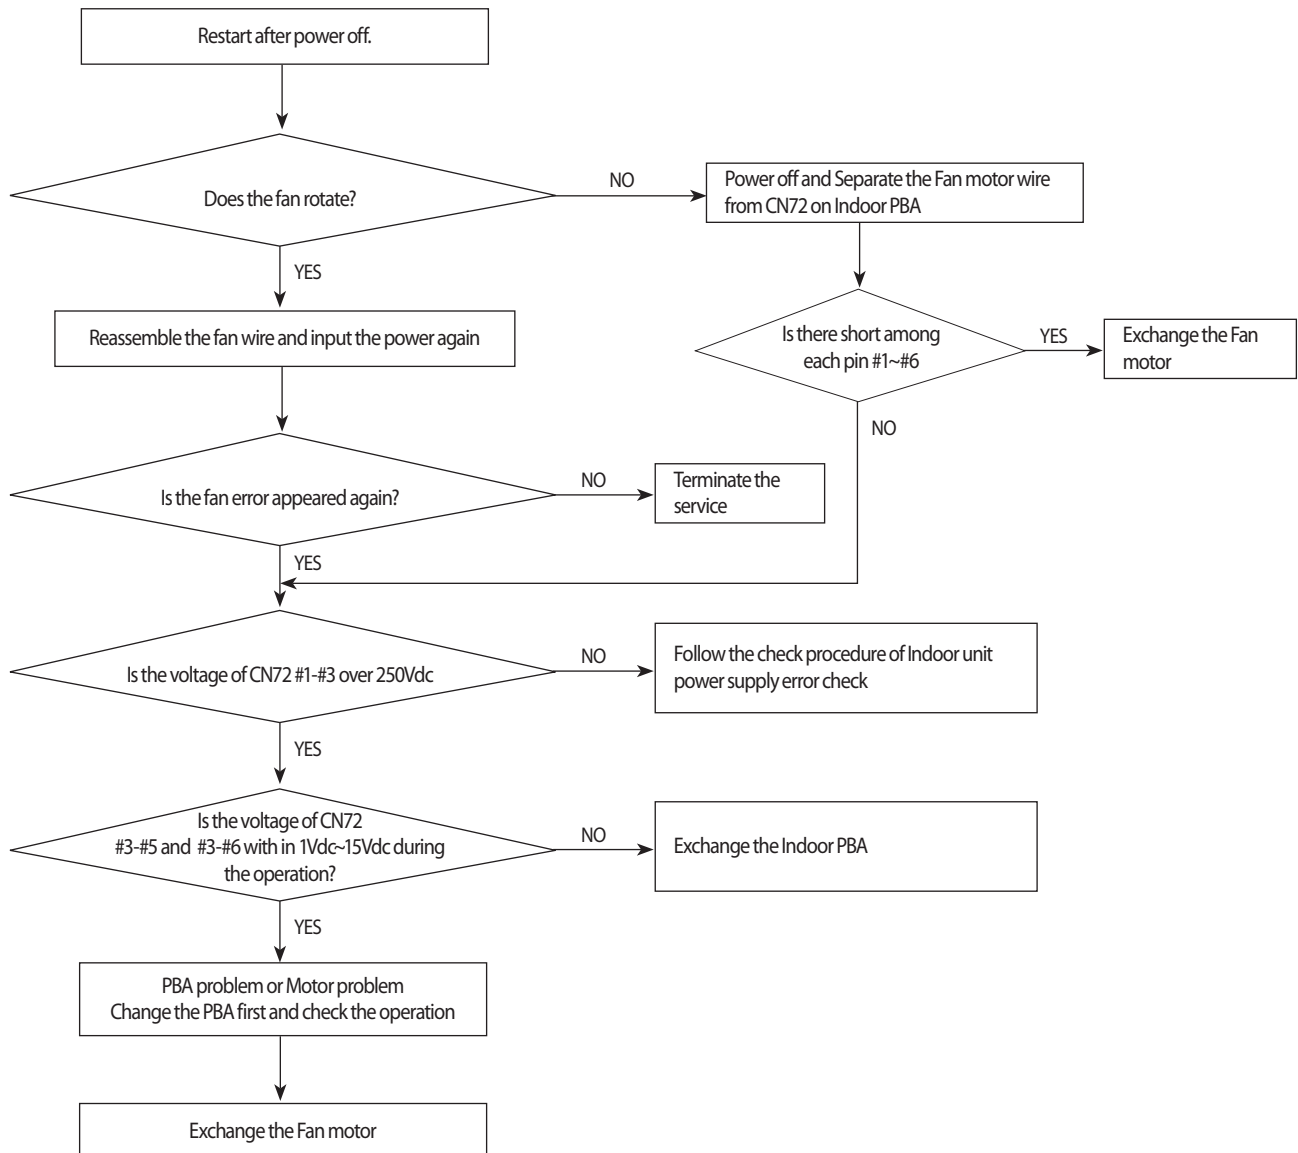 Restart after power off.
Does the fan rotate?
NO
Power off and Separate the Fan motor wire
from CN72 on Indoor PBA
YES
Reassemble the fan wire and input the power again
Is there short among
each pin #1~#6
YES
Exchange the Fan
motor
NO
Is the fan error appeared again?
NO
Terminate the
service
YES
Is the voltage of CN72 #1-#3 over 250Vdc
NO
Follow the check procedure of Indoor unit
power supply error check
YES
Is the voltage of CN72
#3-#5 and #3-#6 with in 1Vdc~15Vdc during
the operation?
NO
Exchange the Indoor PBA
YES
PBA problem or Motor problem
Change the PBA first and check the operation
Exchange the Fan motor